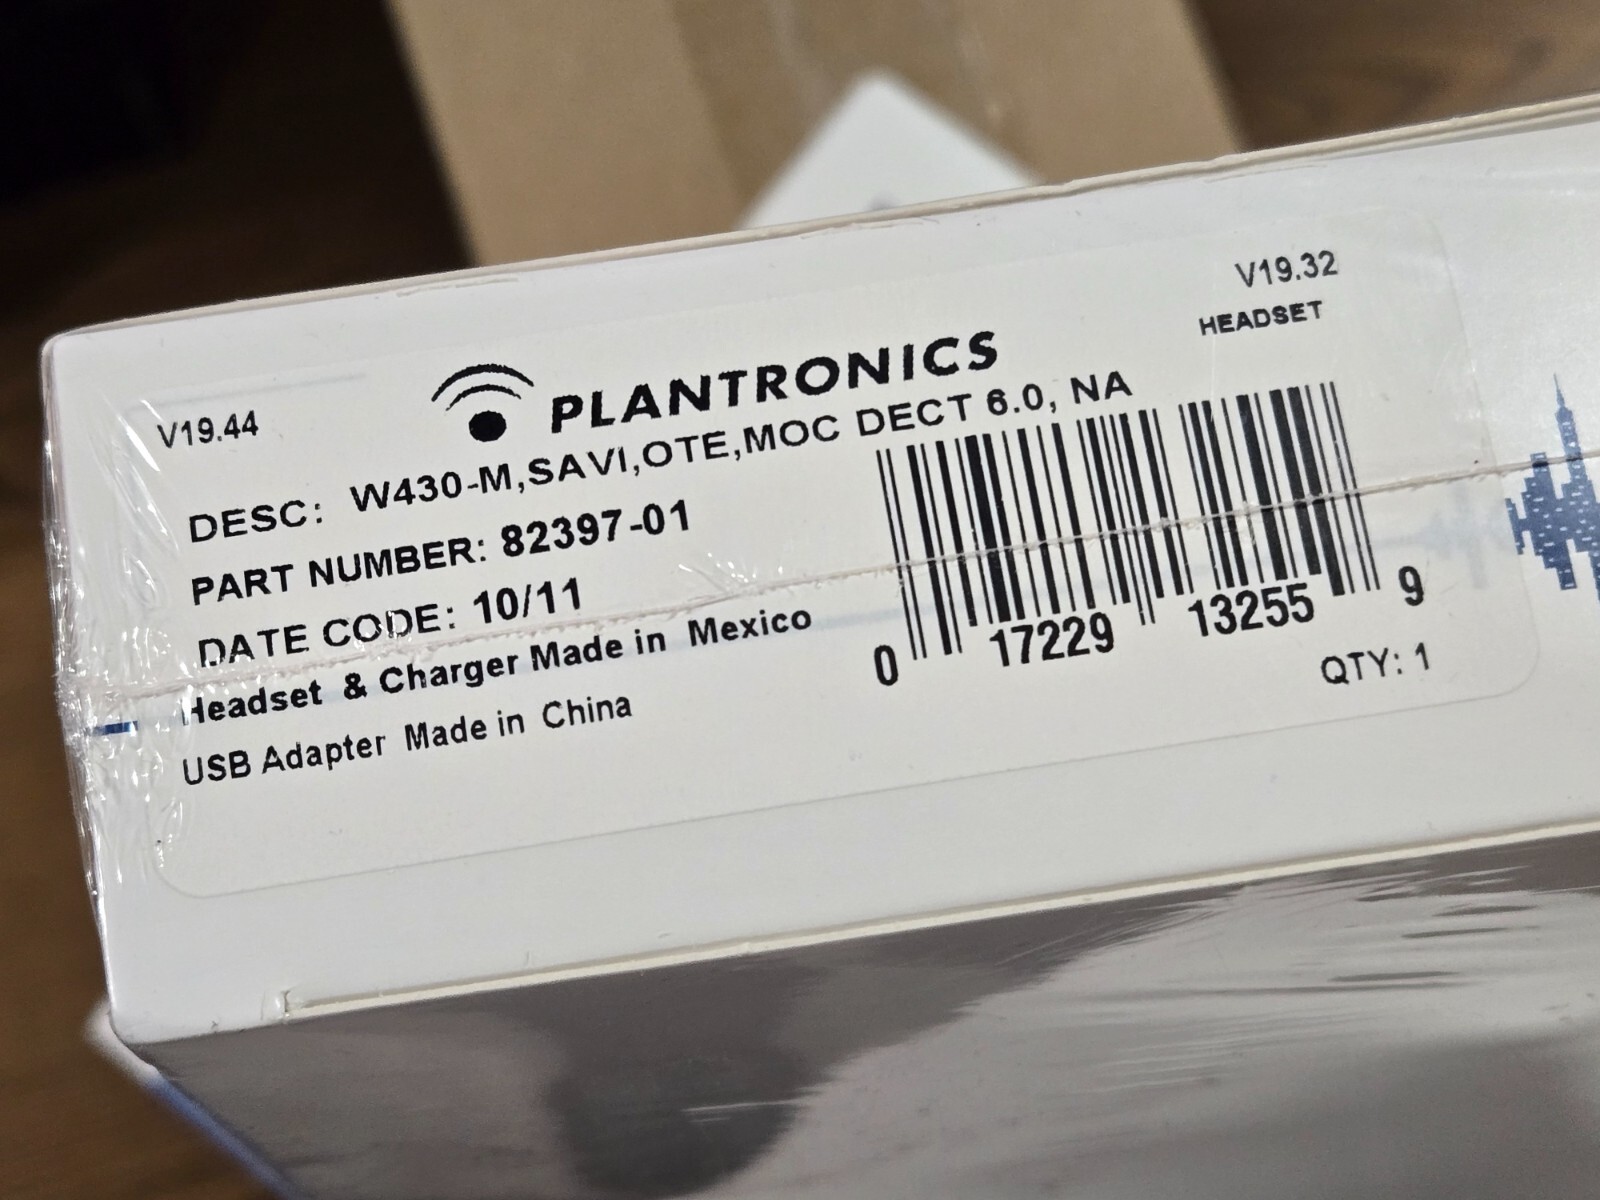 V19.44
V19.32
HEADSET
PLANTRONICS
DESC: W430-M,SAVI,OTE,MOC DECT 6.0, NA
PART NUMBER: 82397-01
DATE CODE: 10/11
Headset & Charger Made in Mexico
USB Adapter Made in China
0 17229 13255 9
QTY: 1